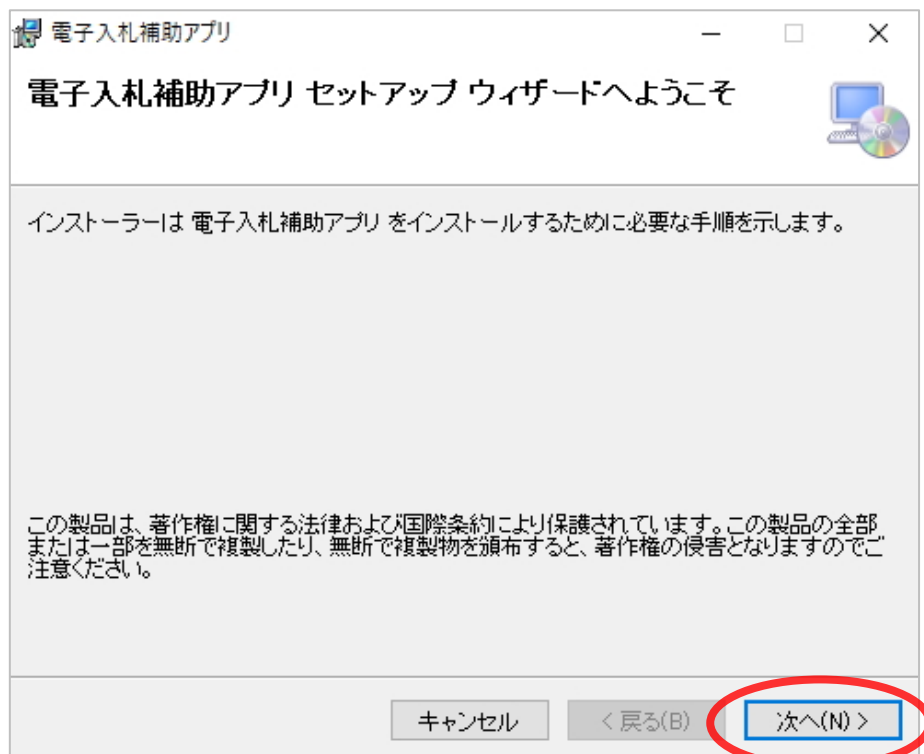 電子入札補助アプリ
電子入札補助アプリ セットアップ ウィザードへようこそ
インストーラーは 電子入札補助アプリ をインストールするために必要な手順を示します。
この製品は、著作権に関する法律および国際条約により保護されています。この製品の全部
または一部を無断で複製したり、無断で複製物を頒布すると、著作権の侵害となりますのでご
注意ください。
キャンセル
< 戻る(B)
次へ(N) >